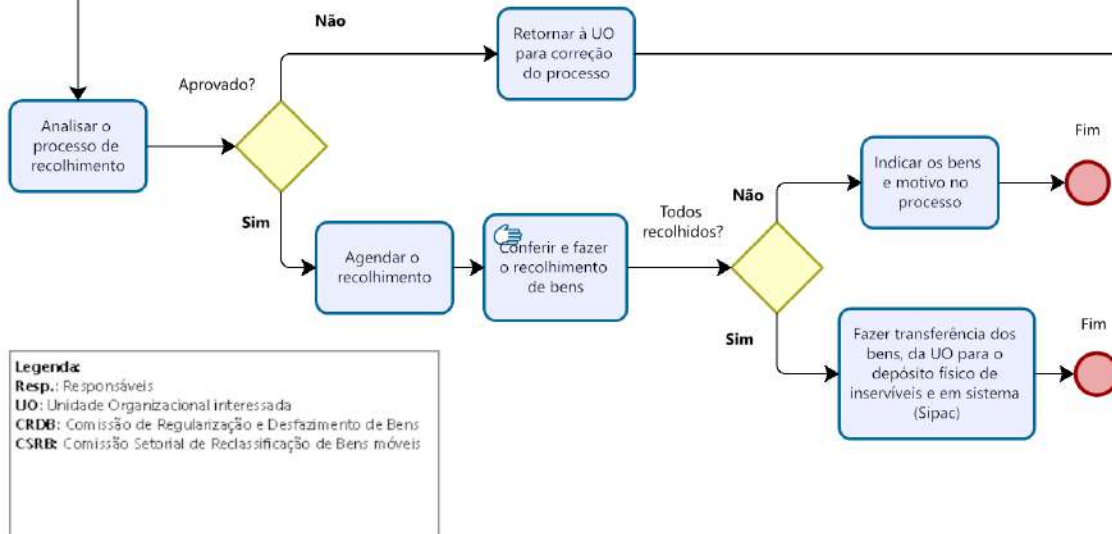 Não
Retornar à UO
para correção
do processo
Aprovado?
Analisar o
processo de
recolhimento
Sim
Agendar o
recolhimento
Conferir e fazer
o recolhimento
de bens
Todos
recolhidos?
Não
Indicar os bens
e motivo no
processo
Fim
Sim
Fazer transferência dos
bens, da UO para o
depósito físico de
inservíveis e em sistema
(Sipac)
Fim
Legenda:
Resp.: Responsáveis
UO: Unidade Organizacional interessada
CRDB: Comissão de Regularização e Desfazimento de Bens
CSRB: Comissão Setorial de Reclassificação de Bens móveis